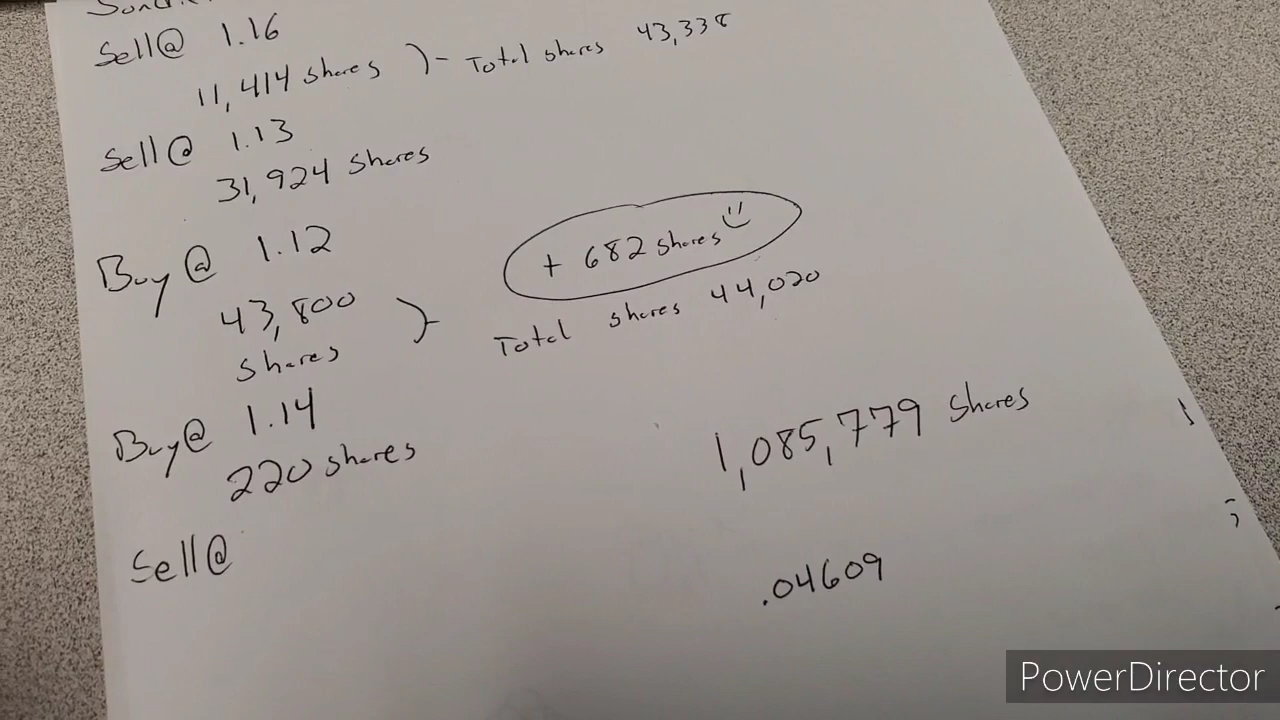 Sell@ 1.16
11,414 shares )- Total shares 43,338
Sell@ 1.13
31,924 shares
Buy@ 1.12
43,800
shares
+ 682 shares
Total shares 44,020
Buy@ 1.14
220 shares
1,085,779 shares
Sell@
.04609
PowerDirector